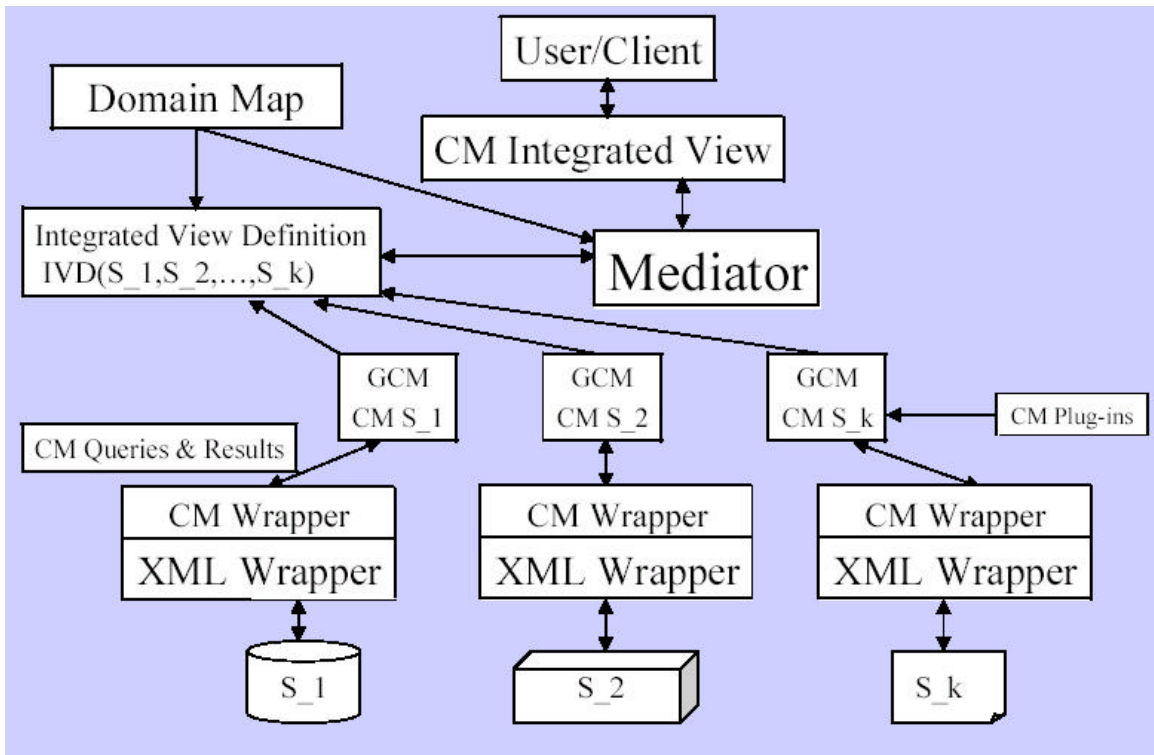 User/Client
Domain Map
CM Integrated View
Integrated View Definition
IVD(S_1,S_2,...,S_k)
Mediator
GCM
CM S_1
GCM
CM S_2
GCM
CM S_k
CM Plug-ins
CM Queries & Results
CM Wrapper
XML Wrapper
CM Wrapper
XML Wrapper
CM Wrapper
XML Wrapper
S_1
S_2
S_k